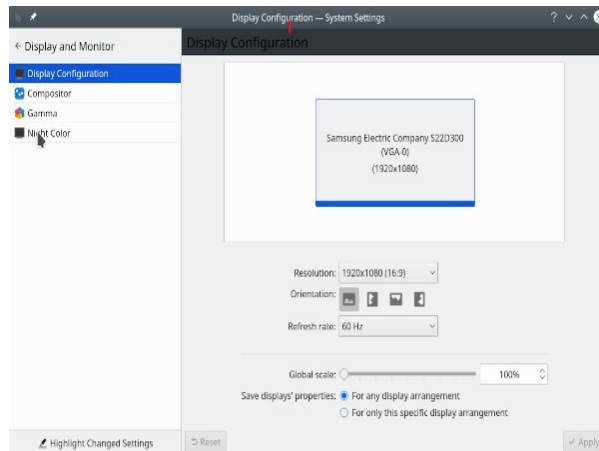 Display Configuration — System Settings
Display and Monitor
Display Configuration
Display Configuration
Compositor
Gamma
Night Color
Samsung Electric Company S22D300
(VGA-0)
(1920x1080)
Resolution: 1920x1080 (16:9)
Orientation:
Refresh rate: 60 Hz
Global scale: 100%
Save displays' properties: For any display arrangement
For only this specific display arrangement
Highlight Changed Settings
Reset
Apply